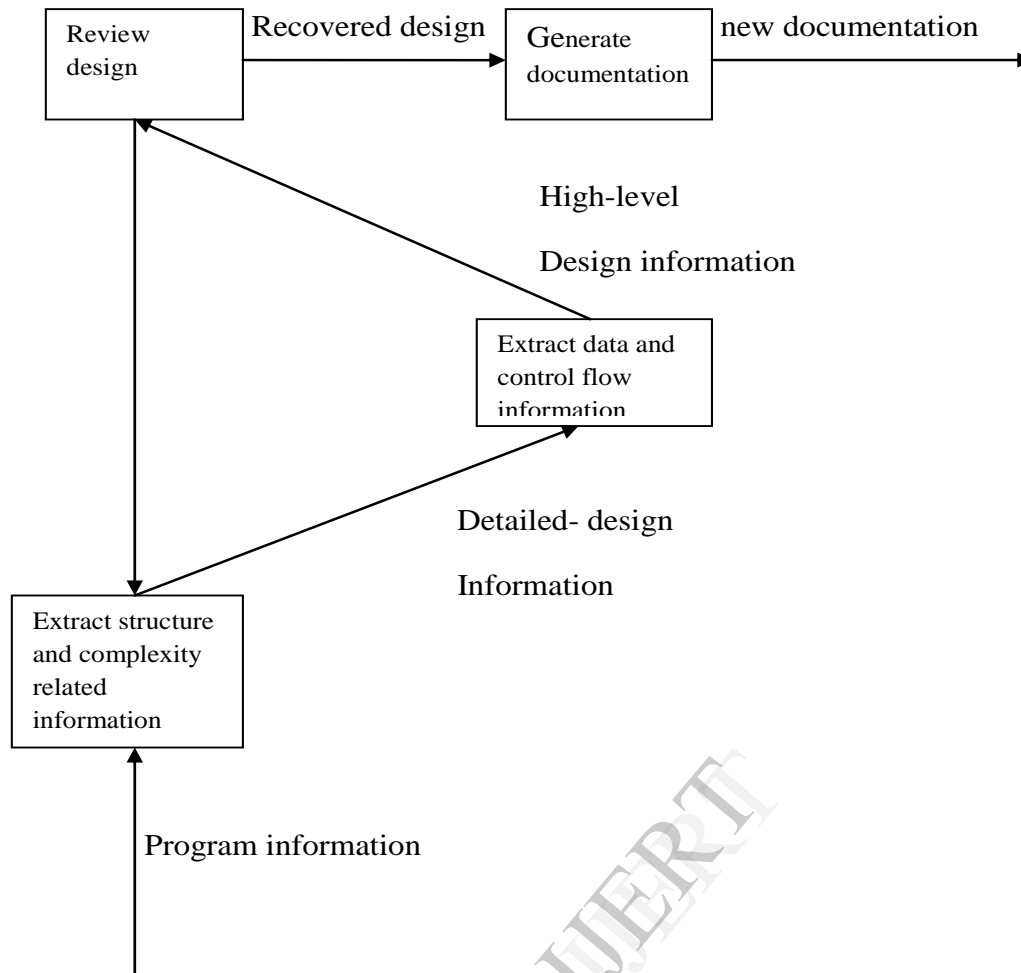 Review
design
Recovered design
Generate
documentation
new documentation
High-level
Design information
Extract data and
control flow
information
Detailed- design
Information
Extract structure
and complexity
related
information
Program information
IJERT